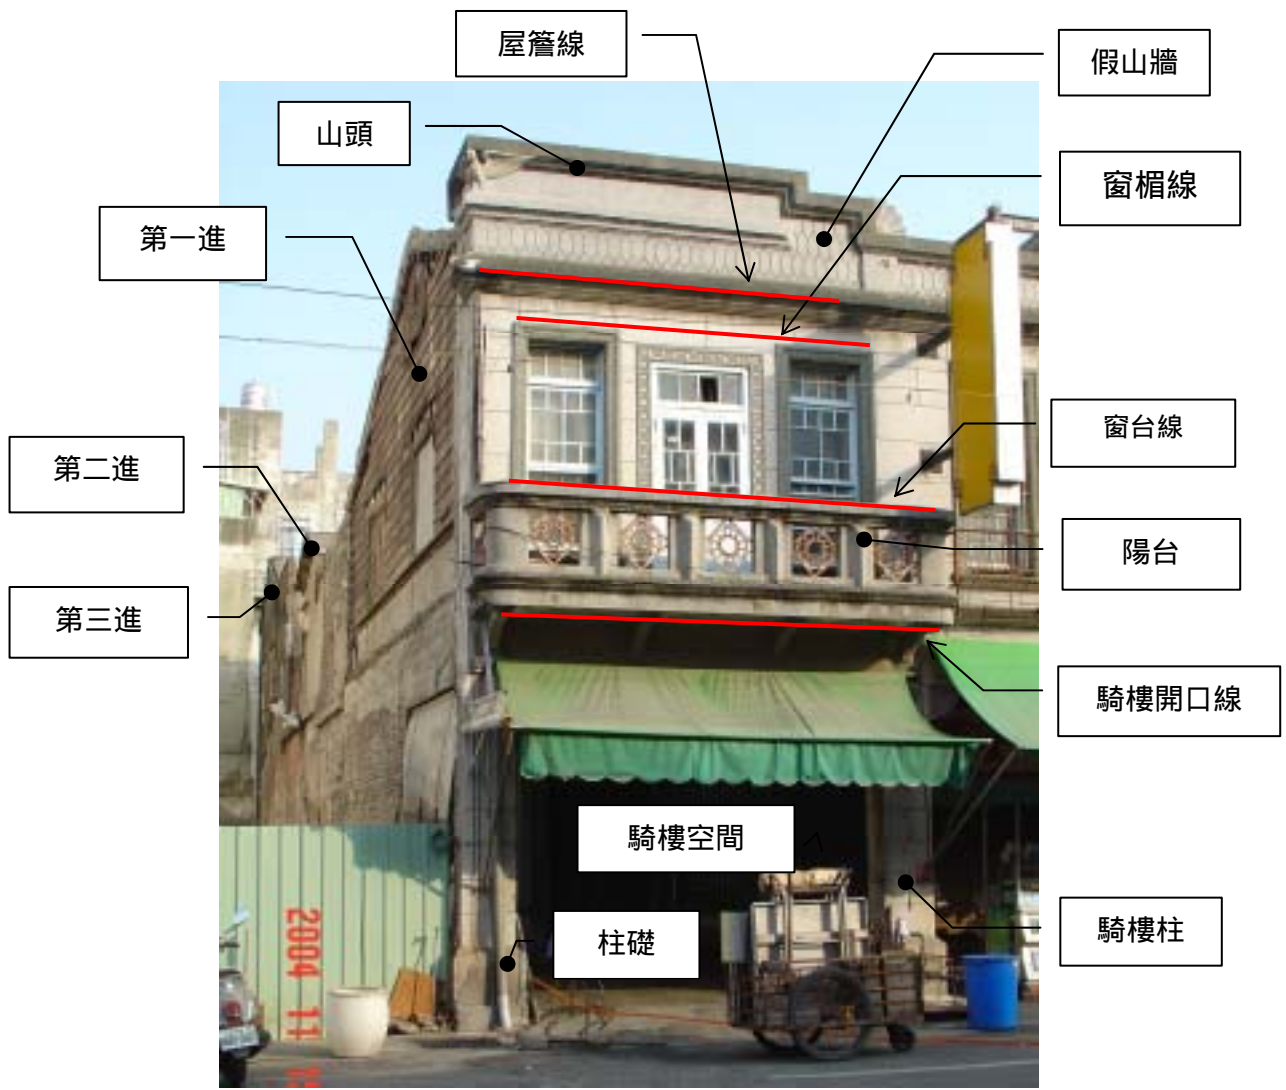 屋簷線
假山牆
山頭
窗楣線
第一進
窗台線
第二進
陽台
第三進
騎樓開口線
騎樓空間
騎樓柱
柱礎
2004 11